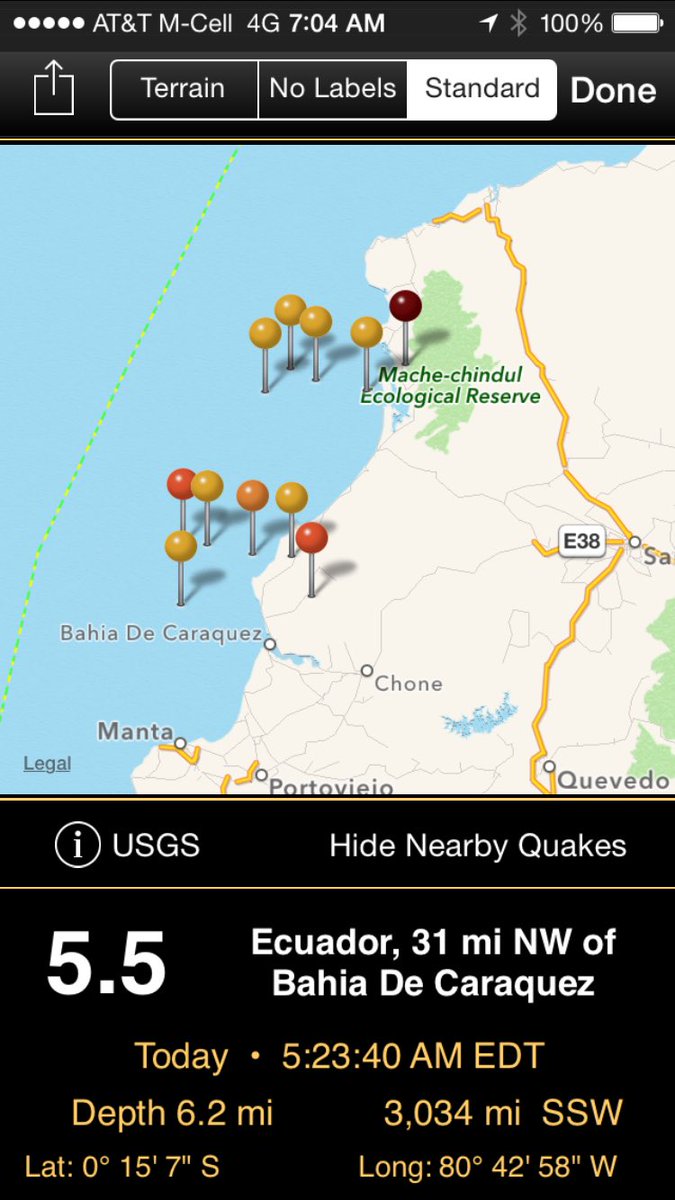 AT&T M-Cell 4G 7:04 AM 100%
Terrain No Labels Standard Done
Mache-chindul
Ecological Reserve
E38
Sa
Bahia De Caraquez
Chone
Manta
Legal
Portoviejo
Quevedo
i USGS Hide Nearby Quakes
5.5 Ecuador, 31 mi NW of
Bahia De Caraquez
Today • 5:23:40 AM EDT
Depth 6.2 mi 3,034 mi SSW
Lat: 0° 15' 7" S Long: 80° 42' 58" W